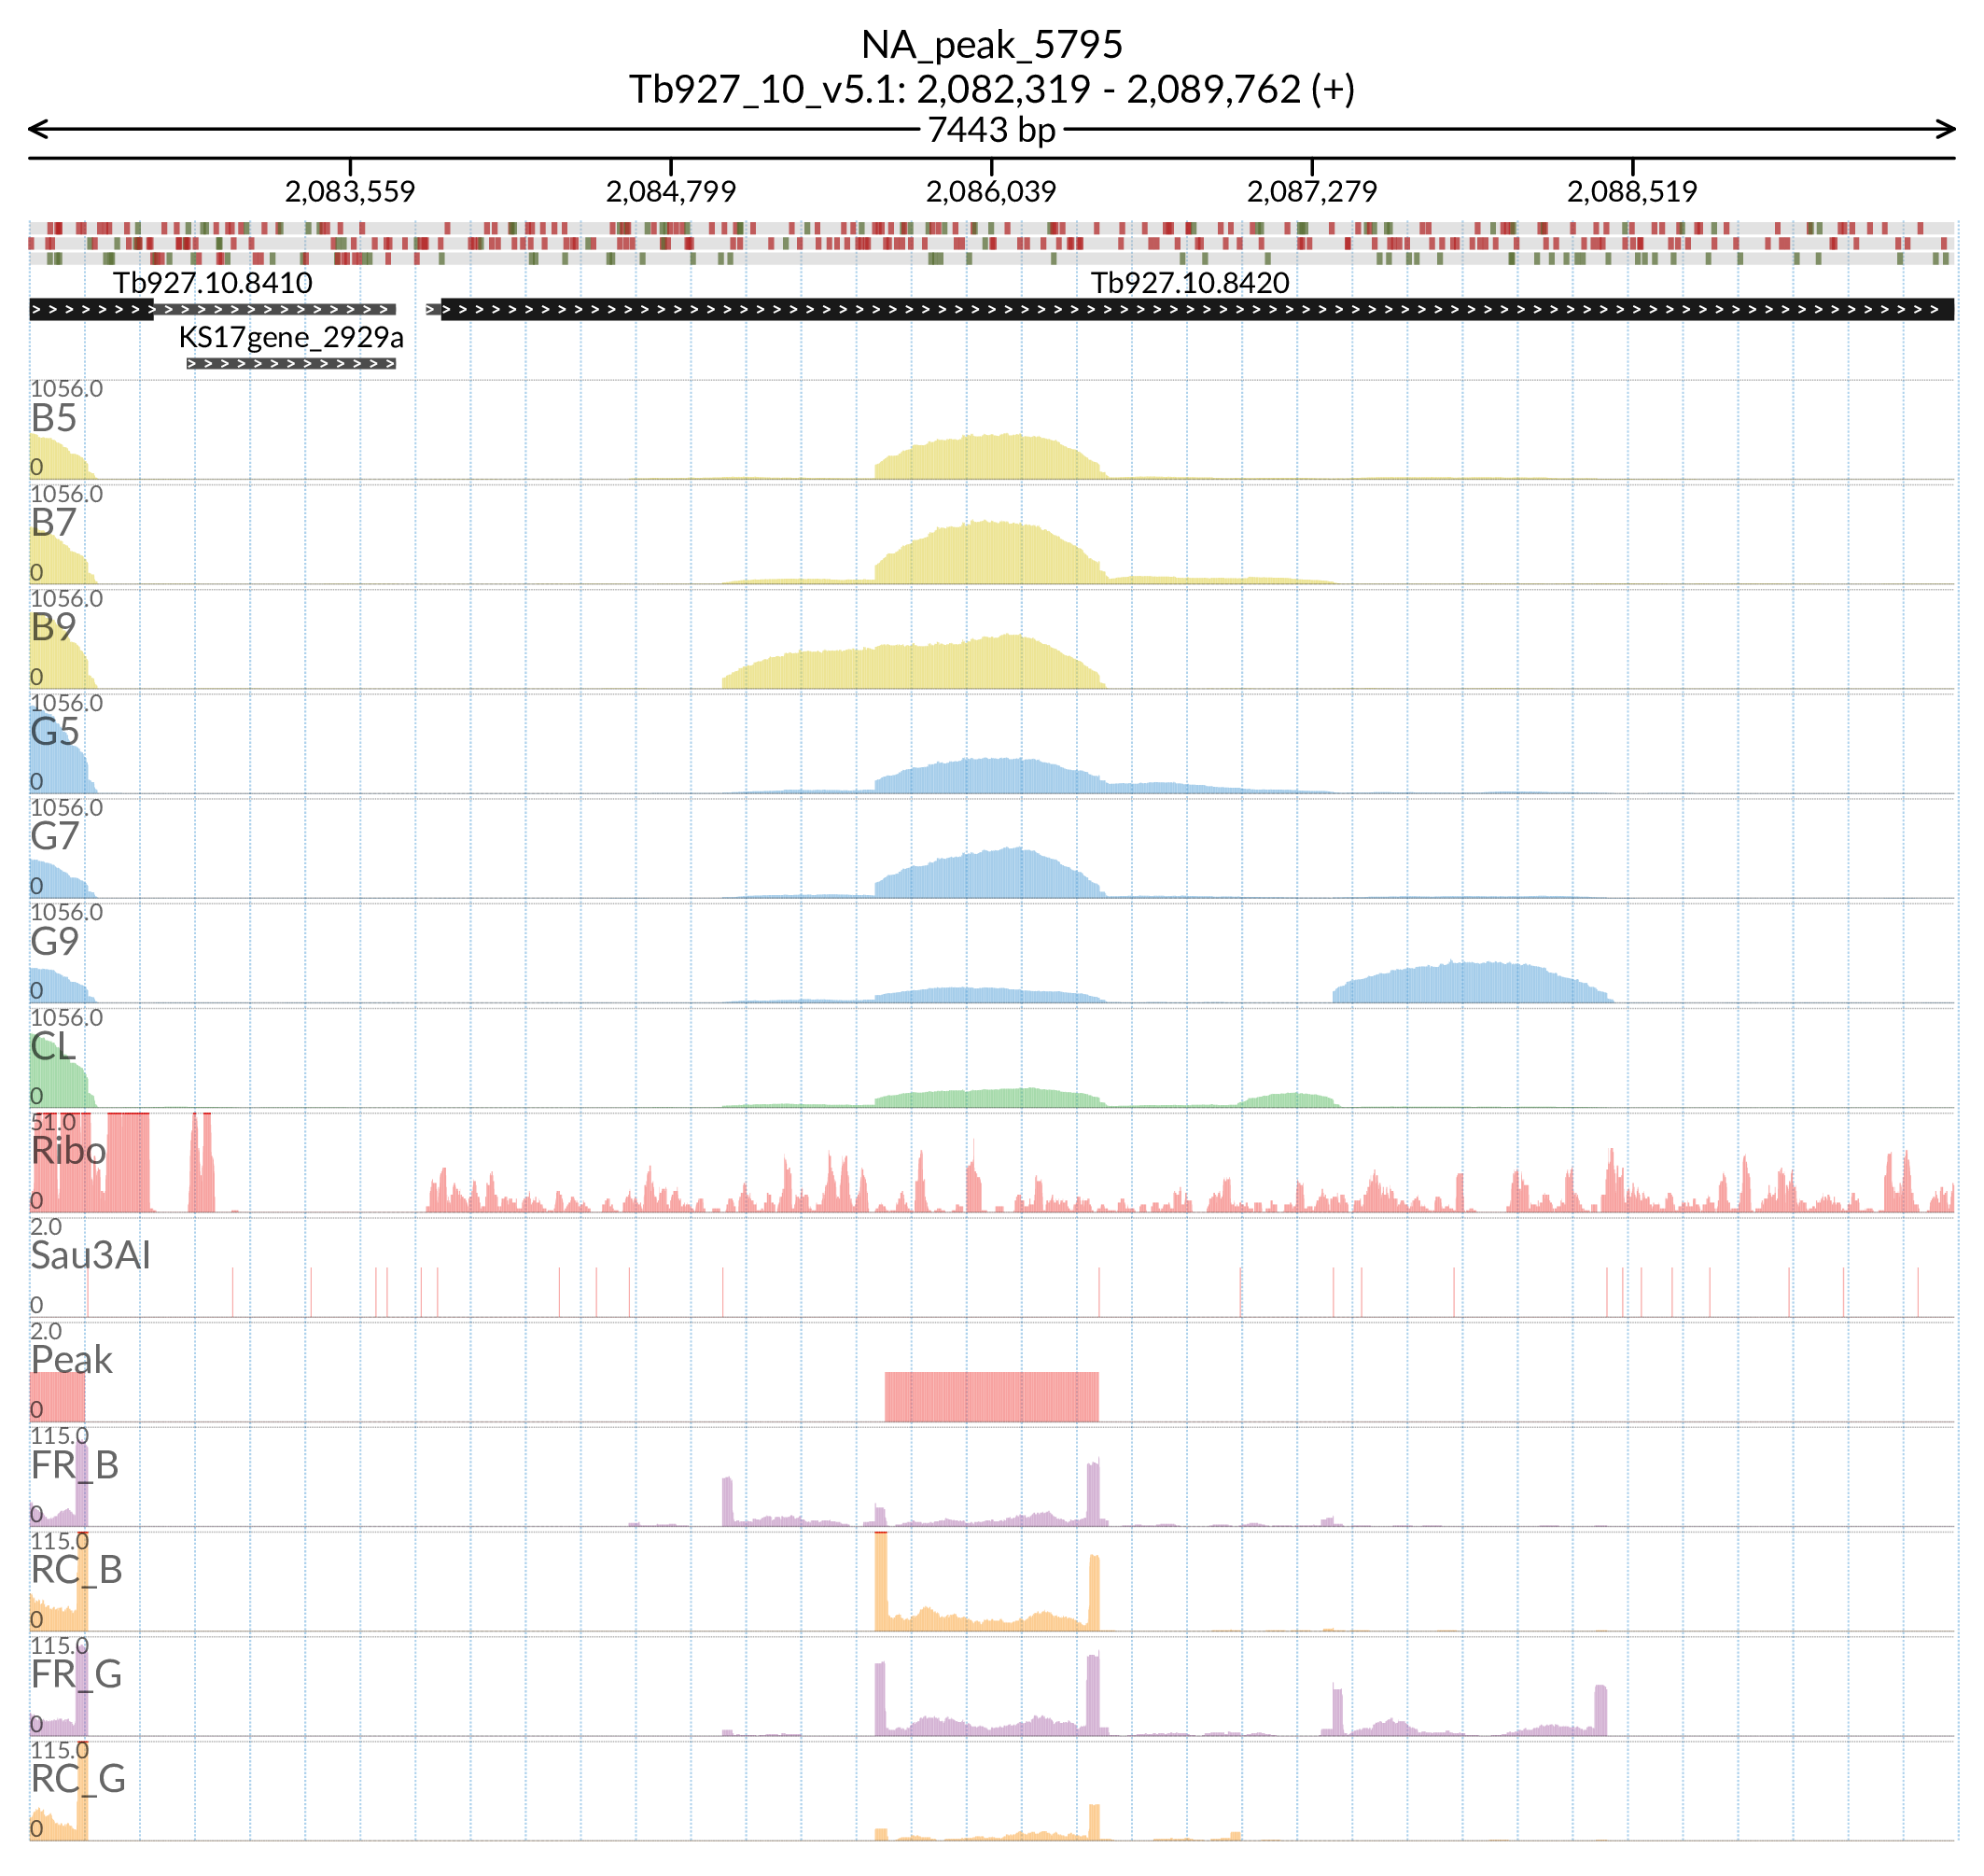 NA_peak_5795
Tb927_10_v5.1: 2,082,319 - 2,089,762 (+)
7443 bp
2,083,559 2,084,799 2,086,039 2,087,279 2,088,519
Tb927.10.8410 Tb927.10.8420
KS17gene_2929a
1056.0
B5
0
1056.0
B7
0
1056.0
B9
0
1056.0
G5
0
1056.0
G7
0
1056.0
G9
0
1056.0
CL
0
51.0
Ribo
0
2.0
Sau3AI
0
2.0
Peak
0
115.0
FR_B
0
115.0
RC_B
0
115.0
FR_G
0
115.0
RC_G
0